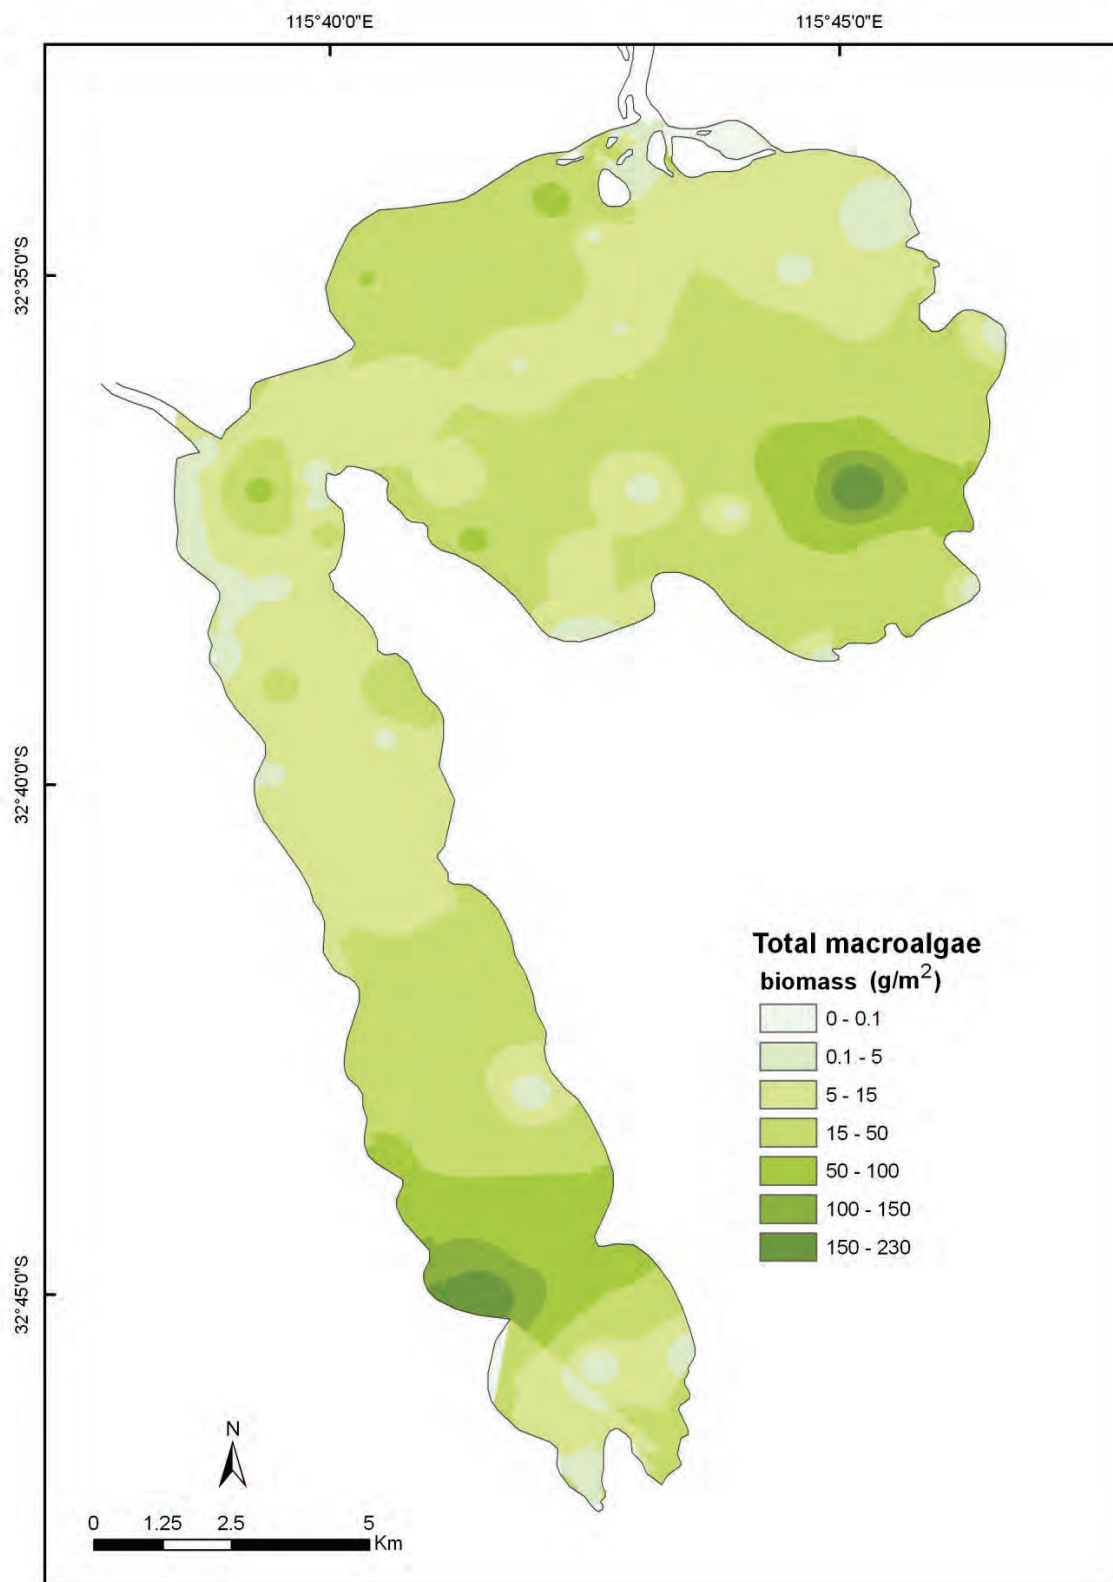 115°40'0"E
115°45'0"E
32°35'0"S
32°40'0"S
32°45'0"S
Total macroalgae
biomass (g/m²)
0 - 0.1
0.1 - 5
5 - 15
15 - 50
50 - 100
100 - 150
150 - 230
N
0 1.25 2.5 5
Km